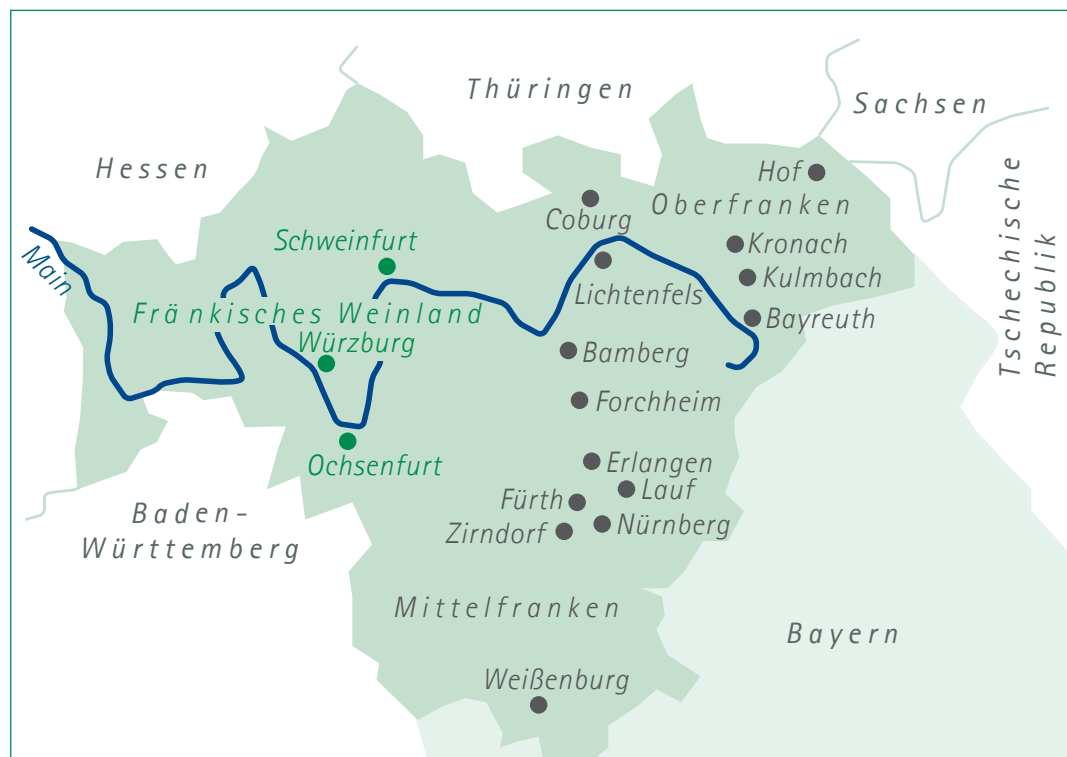 Thüringen
Sachsen
Hessen
Hof
Tschechische
Republik
Coburg
Oberfranken
Schweinfurt
Kronach
Main
Kulmbach
Lichtenfels
Fränkisches Weinland
Bayreuth
Würzburg
Bamberg
Forchheim
Ochsenfurt
Erlangen
Lauf
Fürth
Baden-
Württemberg
Nürnberg
Zirndorf
Mittelfranken
Bayern
Weißenburg